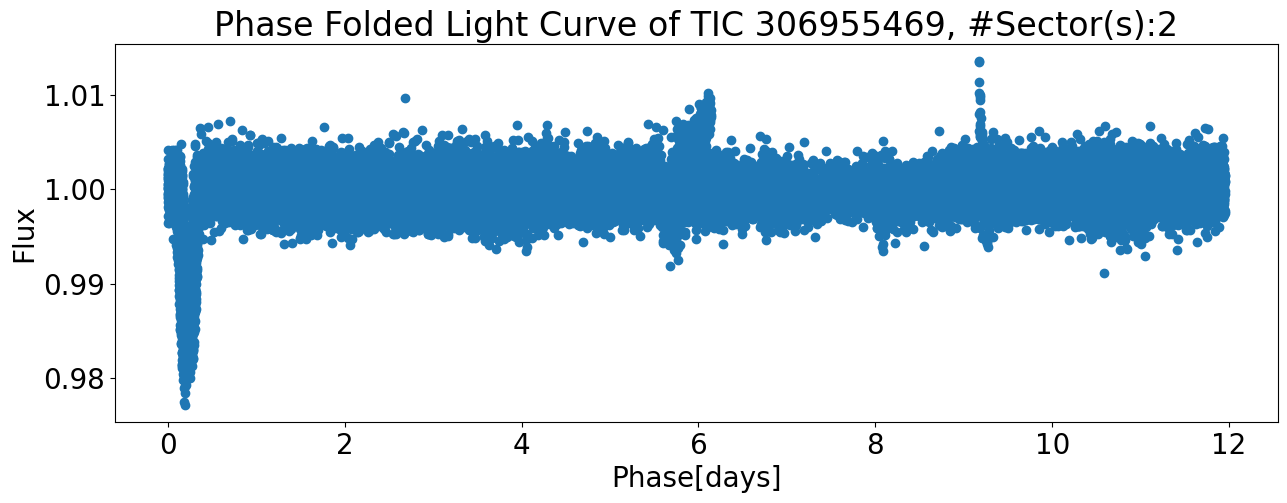 Phase Folded Light Curve of TIC 306955469, #Sector(s):2
1.01
1.00
0.99
0.98
Flux
0 2 4 6 8 10 12
Phase[days]